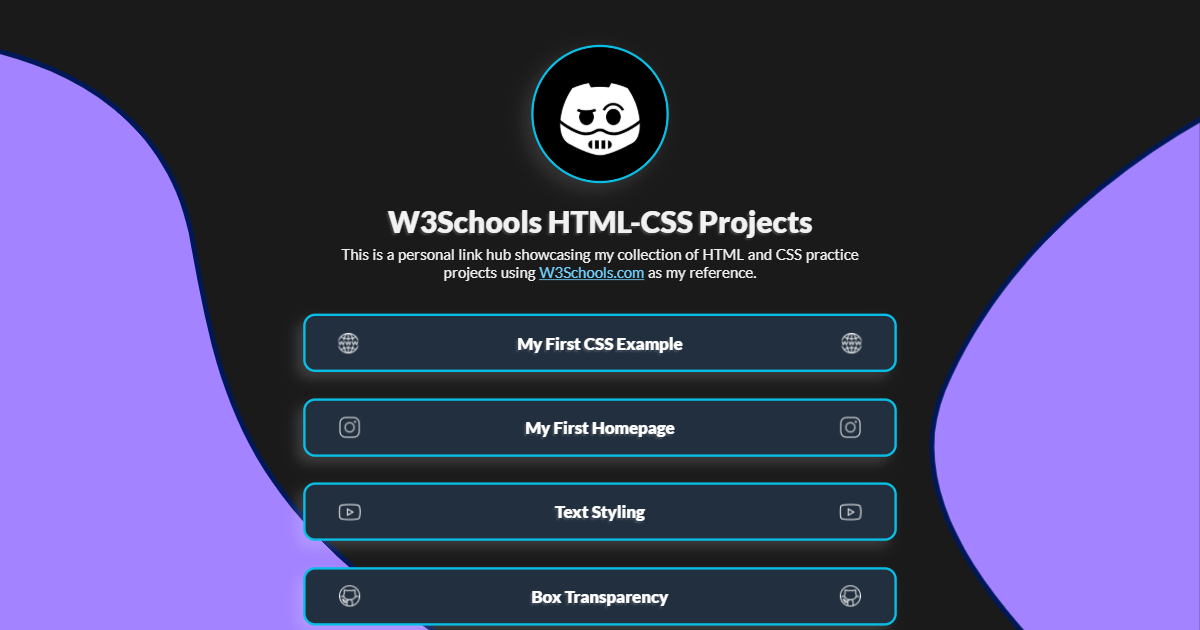 W3Schools HTML-CSS Projects
This is a personal link hub showcasing my collection of HTML and CSS practice
projects using W3Schools.com as my reference.
My First CSS Example
My First Homepage
Text Styling
Box Transparency